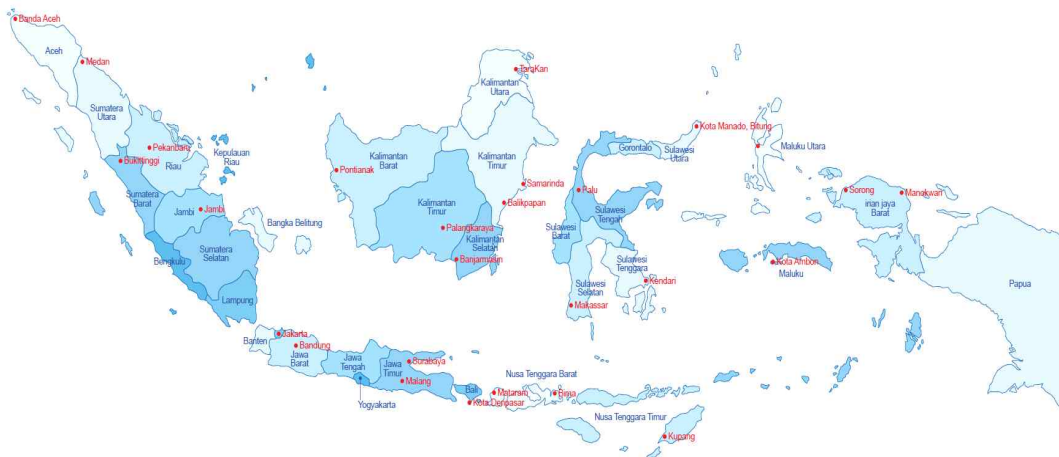 Banda Aceh
Aceh
Medan
Sumatera
Utara
Pekanbaru
Bukittinggi
Riau
Kepulauan
Riau
Sumatera
Barat
Jambi
Jambi
Bangka Belitung
Sumatera
Selatan
Bengkulu
Lampung
Banten
Jakarta
Bandung
Jawa
Barat
Jawa
Tengah
Yogyakarta
Jawa
Timur
Surabaya
Malang
Bali
Kota Denpasar
Mataram
Nusa Tenggara Barat
Nusa Tenggara Timur
Kupang
TaraKan
Kalimantan
Utara
Kalimantan
Barat
Pontianak
Kalimantan
Timur
Samarinda
Balikpapan
Kalimantan
Timur
Palangkaraya
Kalimantan
Selatan
Banjarmasin
Kota Manado, Bitung
Gorontalo
Sulawesi
Utara
Palu
Sulawesi
Tengah
Sulawesi
Barat
Sulawesi
Tenggara
Kendari
Sulawesi
Selatan
Makassar
Maluku Utara
Kota Ambon
Maluku
Sorong
Manokwari
irian jaya
Barat
Papua